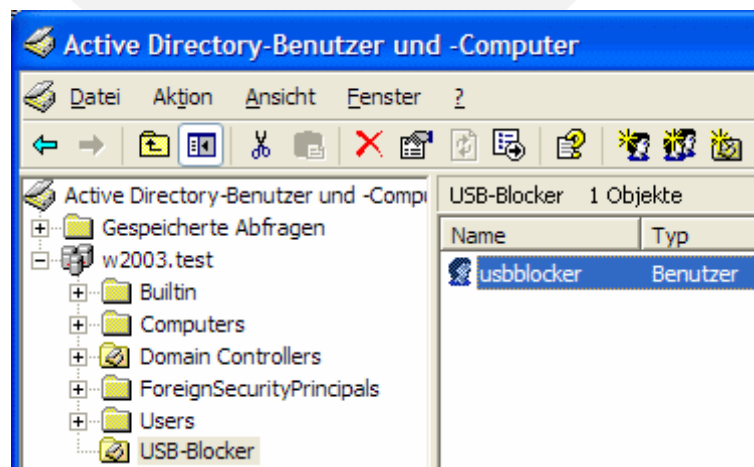 Active Directory-Benutzer und -Computer
Datei Aktion Ansicht Fenster ?
Active Directory-Benutzer und -Compu
Gespeicherte Abfragen
w2003.test
Builtin
Computers
Domain Controllers
ForeignSecurityPrincipals
Users
USB-Blocker
USB-Blocker 1 Objekte
Name Typ
usbblocker Benutzer